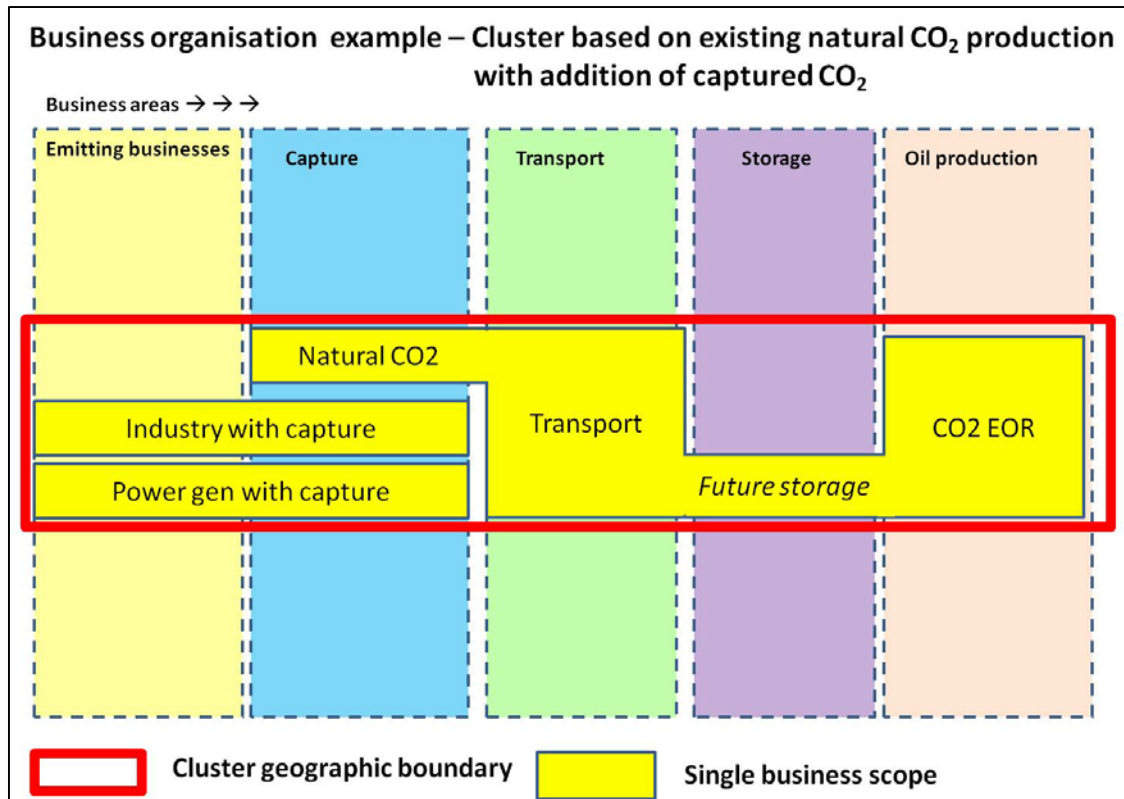 Business organisation example – Cluster based on existing natural CO₂ production
with addition of captured CO₂
Business areas → → →
Emitting businesses
Capture
Transport
Storage
Oil production
Natural CO2
Industry with capture
Transport
CO2 EOR
Power gen with capture
Future storage
Cluster geographic boundary
Single business scope